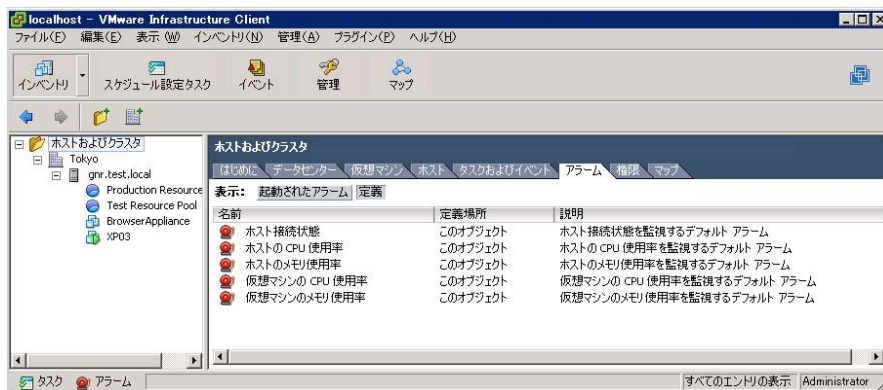 localhost - VMware Infrastructure Client
ファイル(F) 編集(E) 表示(W) インベントリ(N) 管理(A) プラグイン(P) ヘルプ(H)
インベントリ スケジュール設定タスク イベント 管理 マップ
ホストおよびクラスタ
Tokyo
gnr.test.local
Production Resource
Test Resource Pool
BrowserAppliance
XP03
ホストおよびクラスタ
はじめに データセンター 仮想マシン ホスト タスクおよびイベント アラーム 権限 マップ
表示: 起動されたアラーム 定義
名前 定義場所 説明
ホスト接続状態 このオブジェクト ホスト接続状態を監視するデフォルト アラーム
ホストの CPU 使用率 このオブジェクト ホストの CPU 使用率を監視するデフォルト アラーム
ホストのメモリ使用率 このオブジェクト ホストのメモリ使用率を監視するデフォルト アラーム
仮想マシンの CPU 使用率 このオブジェクト 仮想マシンの CPU 使用率を監視するデフォルト アラーム
仮想マシンのメモリ使用率 このオブジェクト 仮想マシンのメモリ使用率を監視するデフォルト アラーム
タスク アラーム すべてのエントリの表示 Administrator